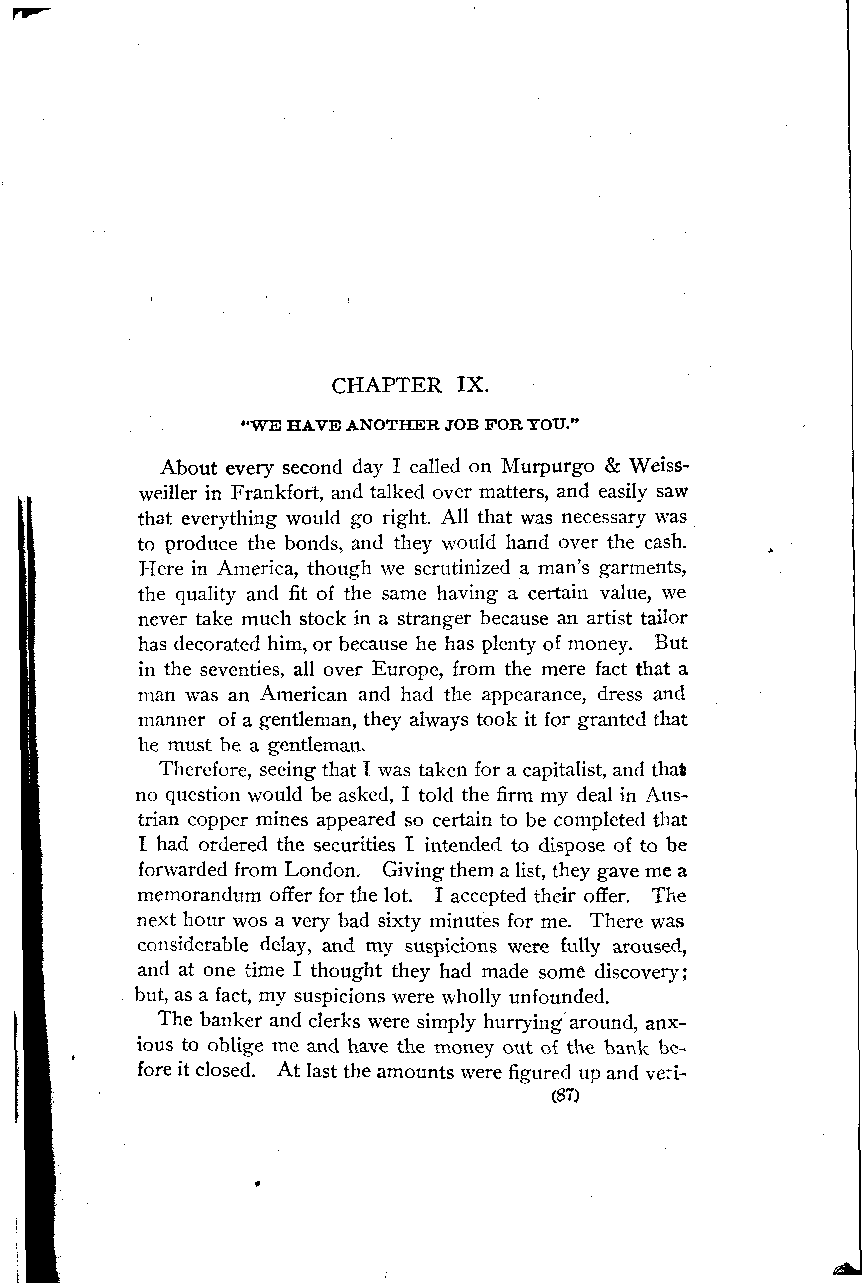 CHAPTER IX.
"WE HAVE ANOTHER JOB FOR YOU."
About every second day I called on Murpurgo & Weiss-
weiller in Frankfort, and talked over matters, and easily saw
that everything would go right. All that was necessary was
to produce the bonds, and they would hand over the cash.
Here in America, though we scrutinized a man's garments,
the quality and fit of the same having a certain value, we
never take much stock in a stranger because an artist tailor
has decorated him, or because he has plenty of money. But
in the seventies, all over Europe, from the mere fact that a
man was an American and had the appearance, dress and
manner of a gentleman, they always took it for granted that
he must be a gentleman.
Therefore, seeing that I was taken for a capitalist, and that
no question would be asked, I told the firm my deal in Aus-
trian copper mines appeared so certain to be completed that
I had ordered the securities I intended to dispose of to be
forwarded from London. Giving them a list, they gave me a
memorandum offer for the lot. I accepted their offer. The
next hour wos a very bad sixty minutes for me. There was
considerable delay, and my suspicions were fully aroused,
and at one time I thought they had made some discovery;
but, as a fact, my suspicions were wholly unfounded.
The banker and clerks were simply hurrying around, anx-
ious to oblige me and have the money out of the bank be-
fore it closed. At last the amounts were figured up and veri-
(87)